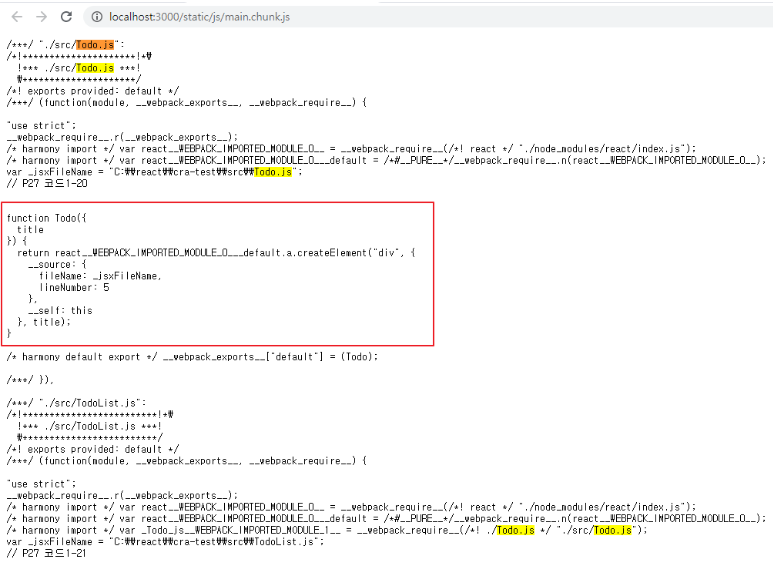 localhost:3000/static/js/main.chunk.js
/***/ "./src/Todo.js":
/*!*********************!*₩
  !*** ./src/Todo.js ***!
  ₩*********************/
/*! exports provided: default */
/***/ (function(module, __webpack_exports__, __webpack_require__) {
"use strict";
__webpack_require__.r(__webpack_exports__);
/* harmony import */ var react__WEBPACK_IMPORTED_MODULE_0__ = __webpack_require__(/*! react */ "./node_modules/react/index.js");
/* harmony import */ var react__WEBPACK_IMPORTED_MODULE_0___default = /*#__PURE__*/__webpack_require__.n(react__WEBPACK_IMPORTED_MODULE_0__);
var _jsxFileName = "C:₩₩react₩₩cra-test₩₩src₩₩Todo.js";
// P27 코드1-20
function Todo({
  title
}) {
  return react__WEBPACK_IMPORTED_MODULE_0___default.a.createElement("div", {
    __source: {
      fileName: _jsxFileName,
      lineNumber: 5
    },
    __self: this
  }, title);
}
/* harmony default export */ __webpack_exports__["default"] = (Todo);
/***/ }),
/***/ "./src/TodoList.js":
/*!*************************!*₩
  !*** ./src/TodoList.js ***!
  ₩*************************/
/*! exports provided: default */
/***/ (function(module, __webpack_exports__, __webpack_require__) {
"use strict";
__webpack_require__.r(__webpack_exports__);
/* harmony import */ var react__WEBPACK_IMPORTED_MODULE_0__ = __webpack_require__(/*! react */ "./node_modules/react/index.js");
/* harmony import */ var react__WEBPACK_IMPORTED_MODULE_0___default = /*#__PURE__*/__webpack_require__.n(react__WEBPACK_IMPORTED_MODULE_0__);
/* harmony import */ var _Todo_js__WEBPACK_IMPORTED_MODULE_1__ = __webpack_require__(/*! ./Todo.js */ "./src/Todo.js");
var _jsxFileName = "C:₩₩react₩₩cra-test₩₩src₩₩TodoList.js";
// P27 코드1-21